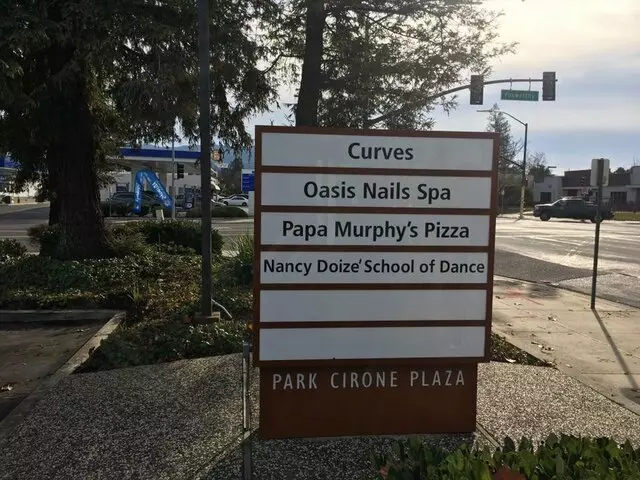 Curves
Oasis Nails Spa
Papa Murphy's Pizza
Nancy Doize' School of Dance
PARK CIRONE PLAZA